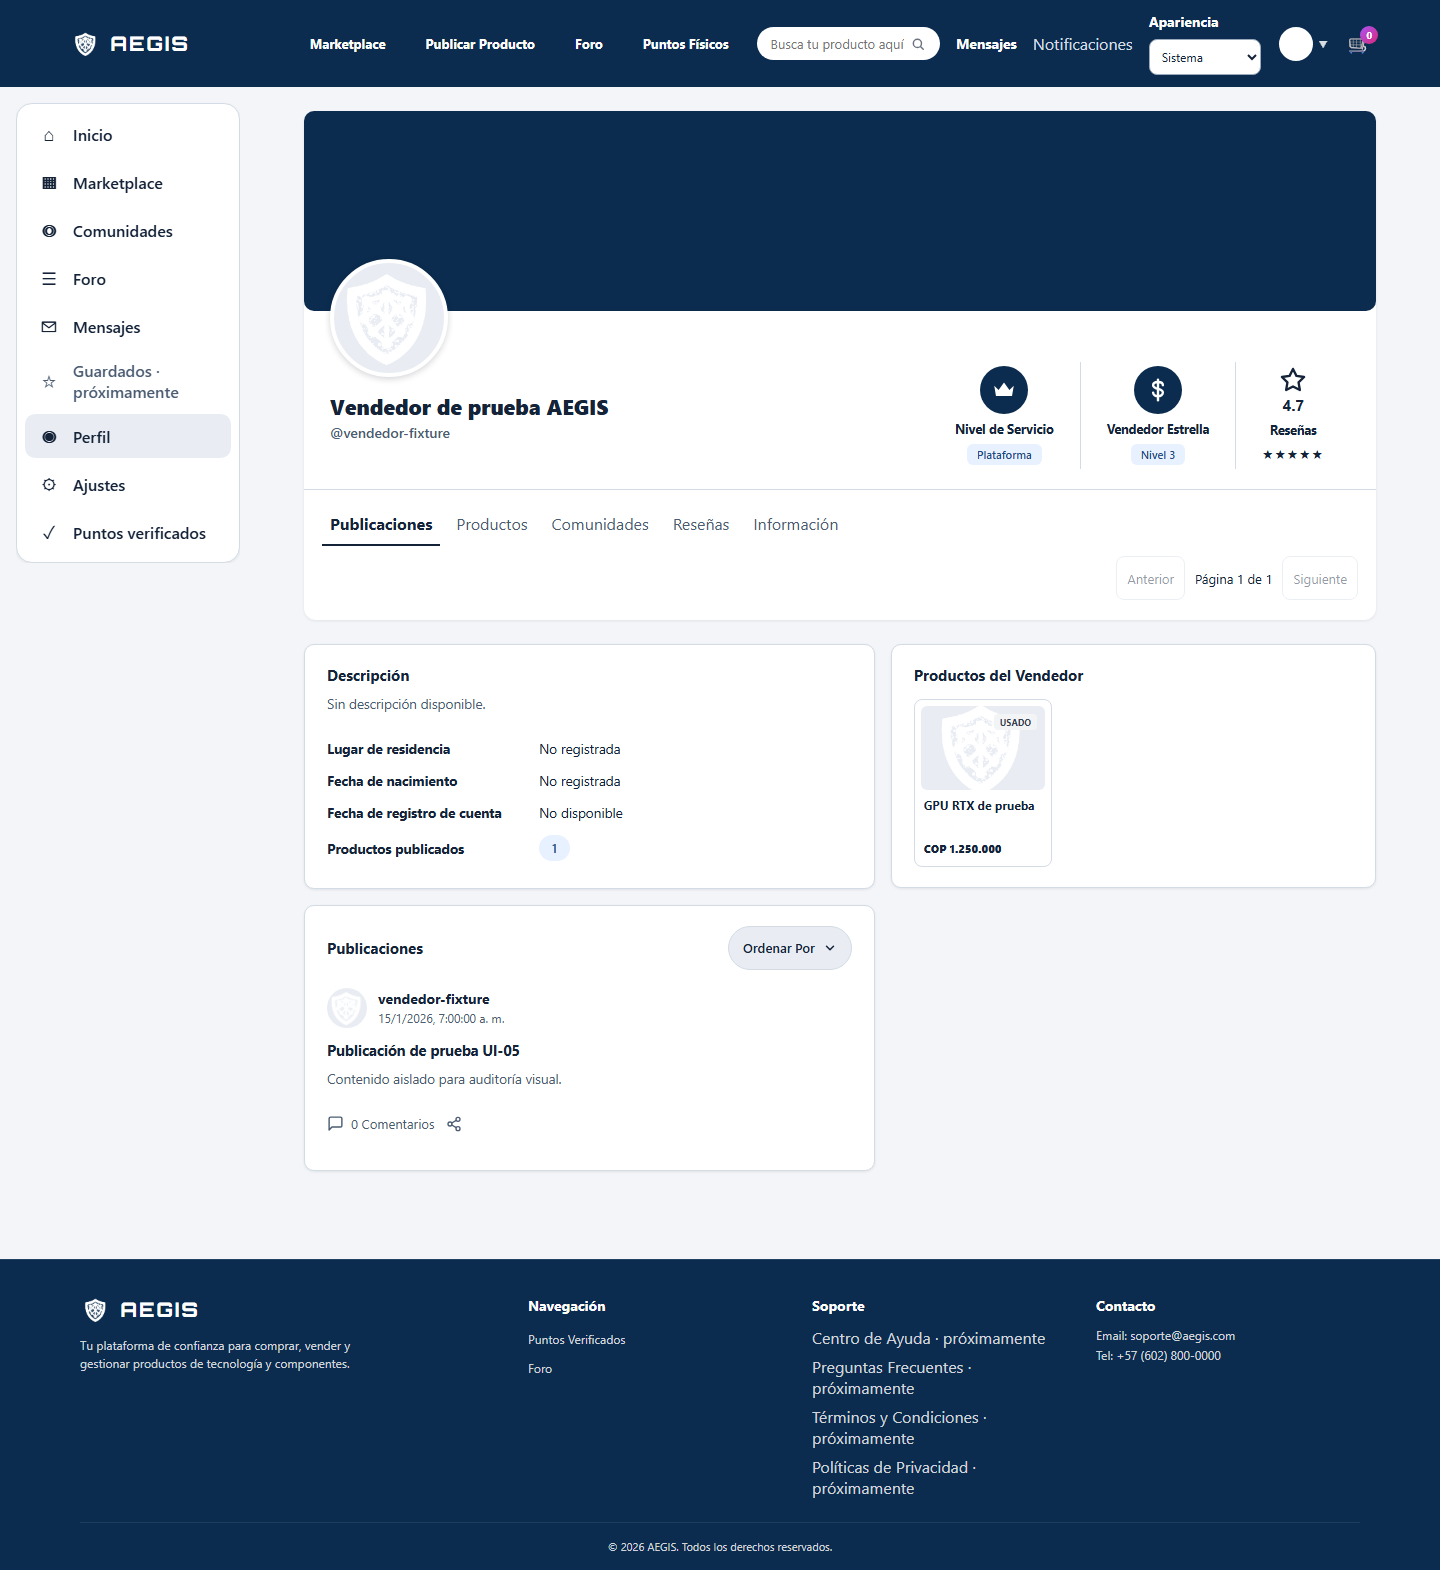 AEGIS
Marketplace
Publicar Producto
Foro
Puntos Físicos
Busca tu producto aquí
Mensajes
Notificaciones
Apariencia
Sistema
0
Inicio
Marketplace
Comunidades
Foro
Mensajes
Guardados ·
próximamente
Perfil
Ajustes
Puntos verificados
Vendedor de prueba AEGIS
@vendedor-fixture
Nivel de Servicio
Plataforma
Vendedor Estrella
Nivel 3
4.7
Reseñas
★★★★★
Publicaciones
Productos
Comunidades
Reseñas
Información
Anterior
Página 1 de 1
Siguiente
Descripción
Sin descripción disponible.
Lugar de residencia No registrada
Fecha de nacimiento No registrada
Fecha de registro de cuenta No disponible
Productos publicados 1
Productos del Vendedor
USADO
GPU RTX de prueba
COP 1.250.000
Publicaciones
Ordenar Por
vendedor-fixture
15/1/2026, 7:00:00 a. m.
Publicación de prueba UI-05
Contenido aislado para auditoría visual.
0 Comentarios
AEGIS
Tu plataforma de confianza para comprar, vender y
gestionar productos de tecnología y componentes.
Navegación
Puntos Verificados
Foro
Soporte
Centro de Ayuda · próximamente
Preguntas Frecuentes ·
próximamente
Términos y Condiciones ·
próximamente
Políticas de Privacidad ·
próximamente
Contacto
Email: soporte@aegis.com
Tel: +57 (602) 800-0000
© 2026 AEGIS. Todos los derechos reservados.